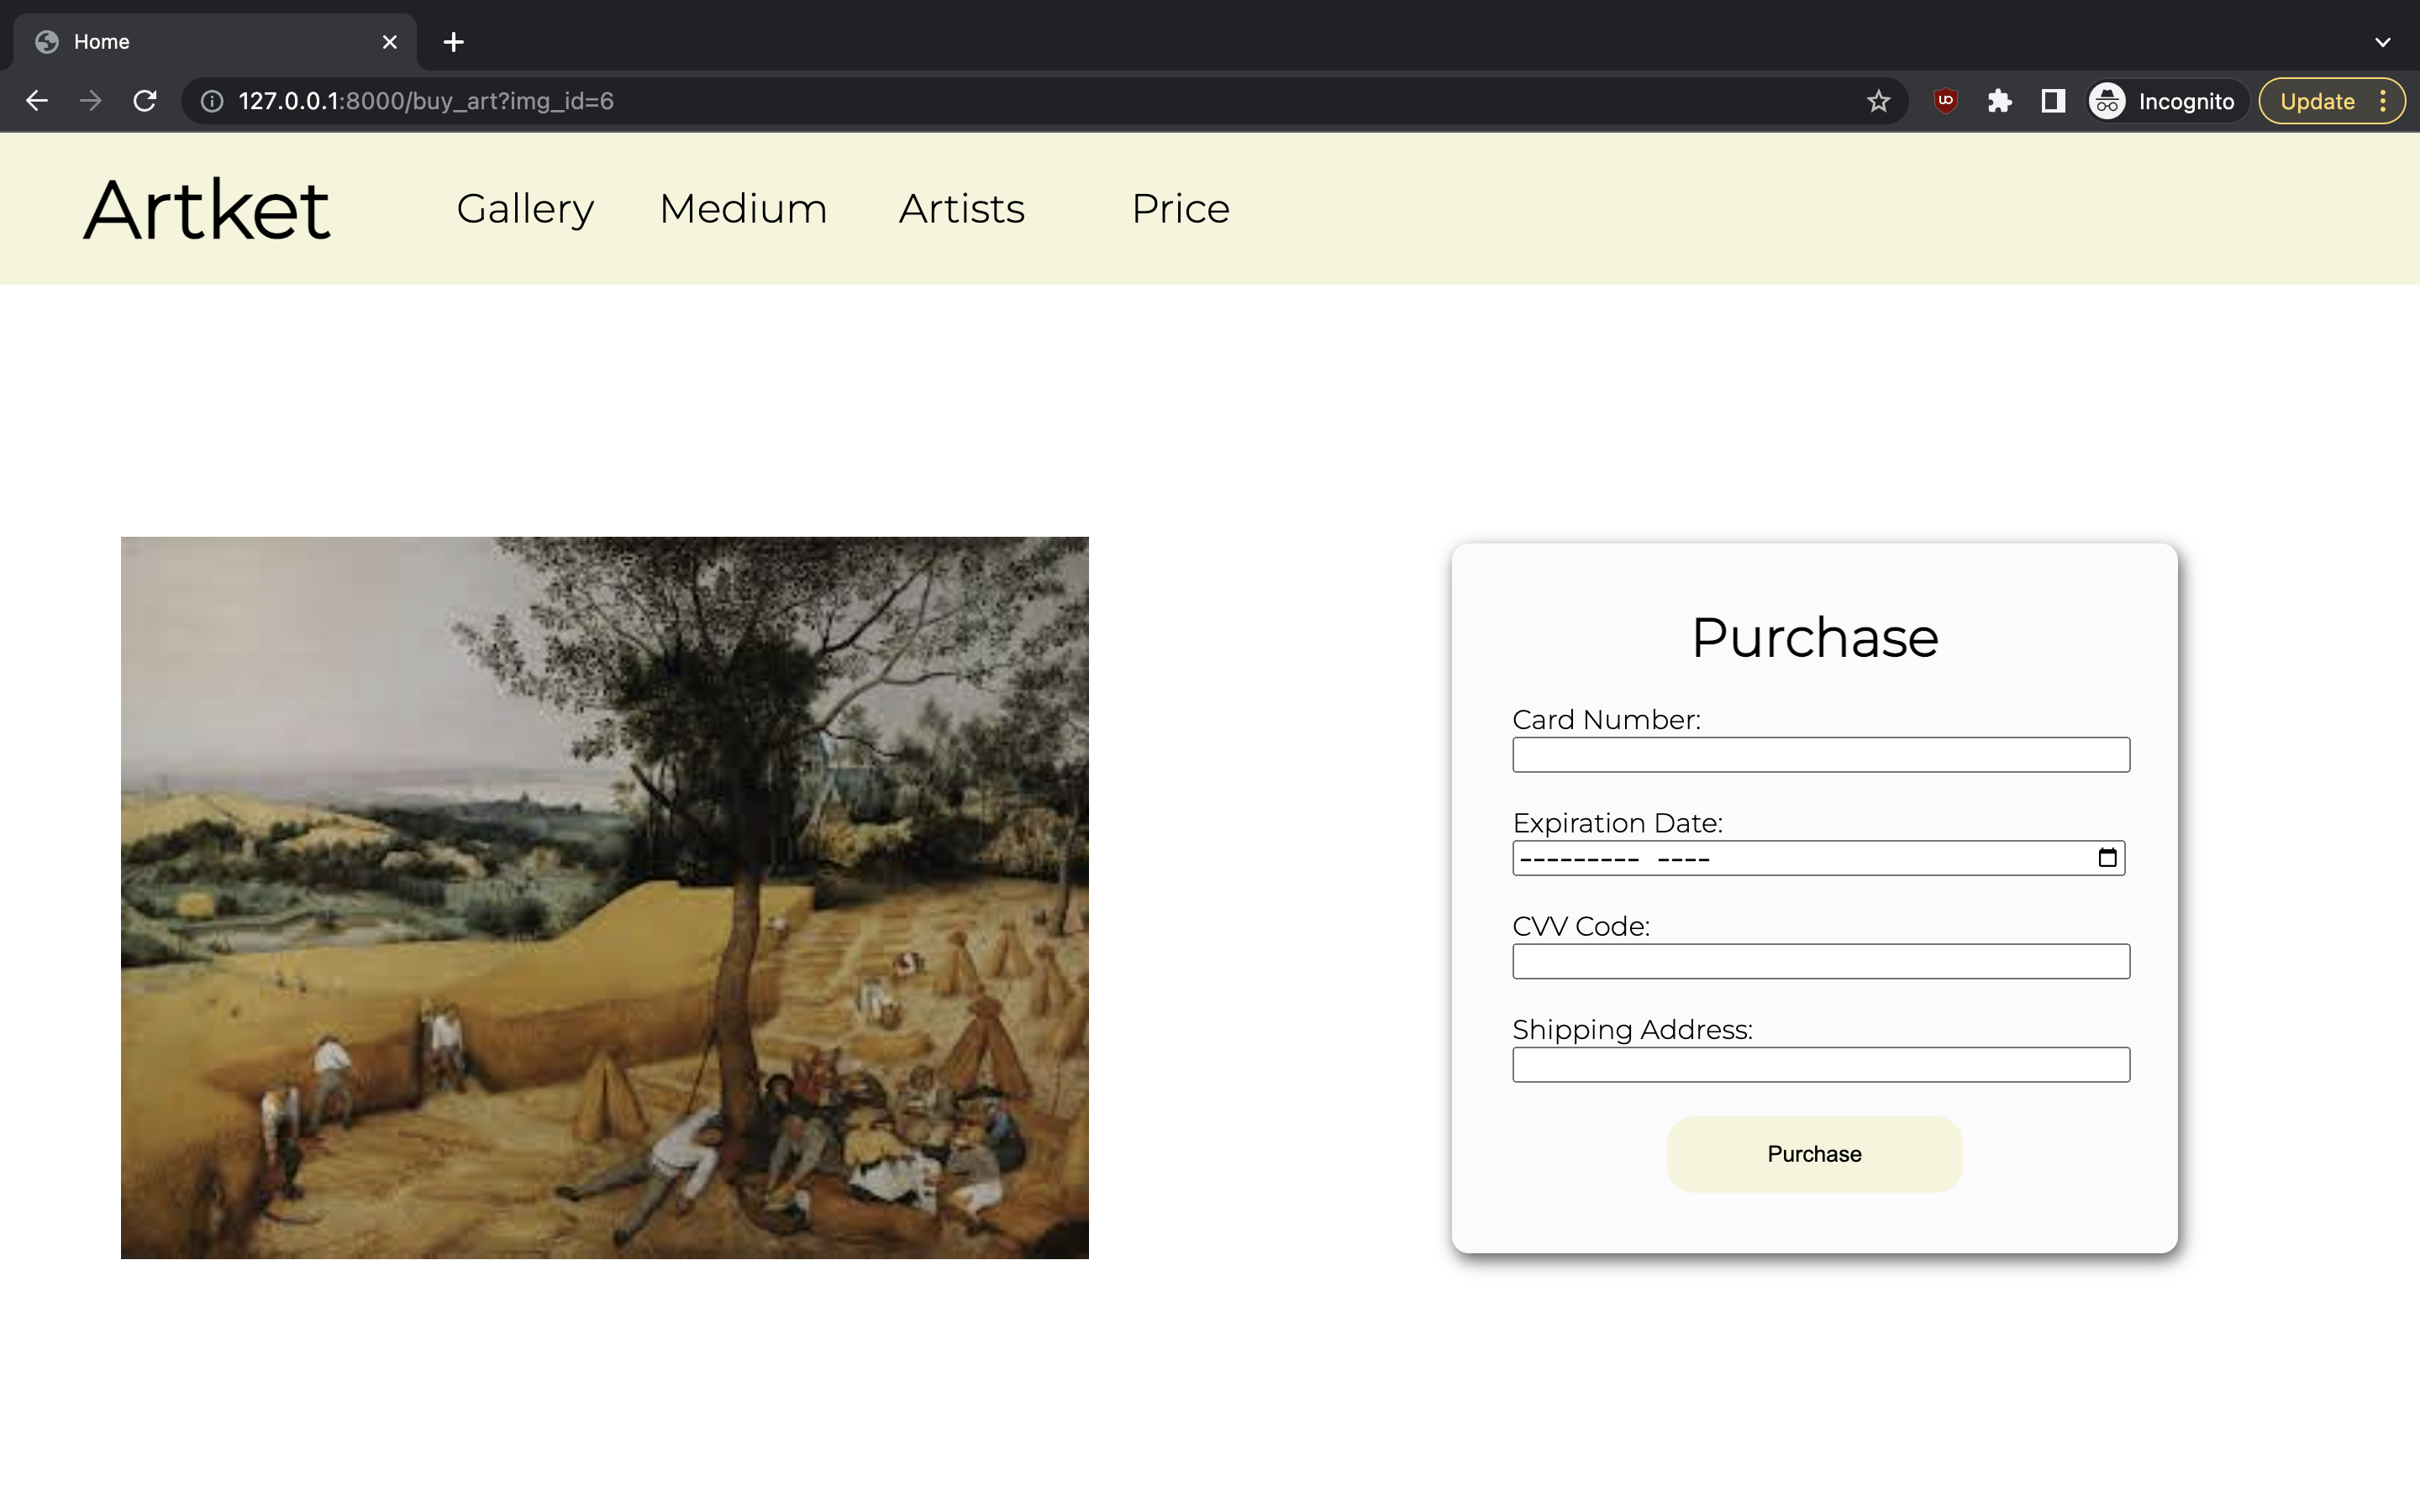 Home
127.0.0.1:8000/buy_art?img_id=6
Incognito
Update
Artket Gallery Medium Artists Price
Purchase
Card Number:
Expiration Date:
--------- ----
CVV Code:
Shipping Address:
Purchase